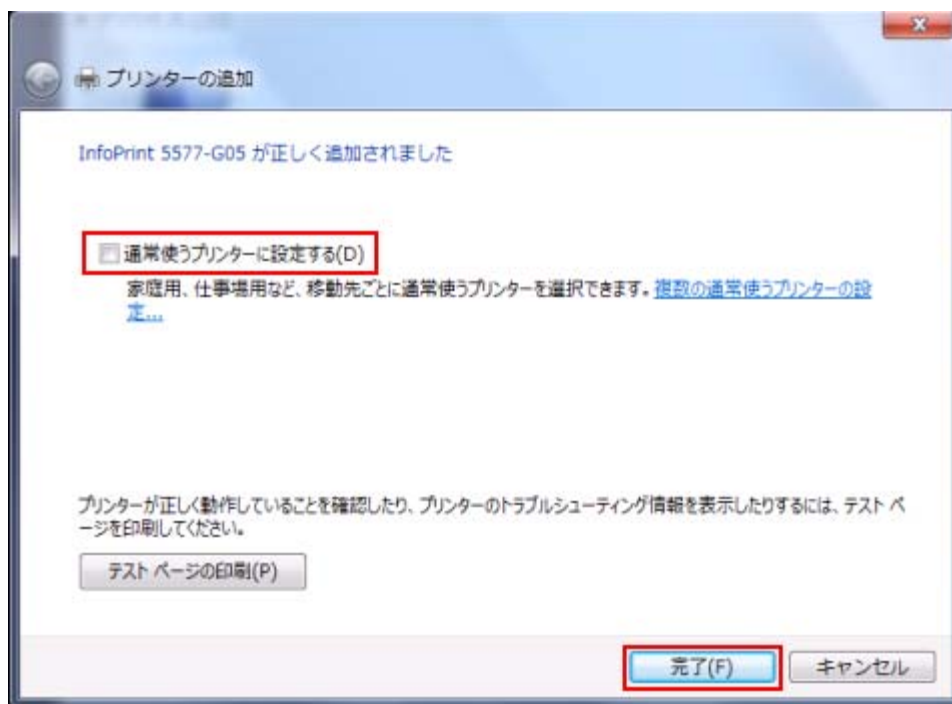 プリンターの追加
InfoPrint 5577-G05 が正しく追加されました
通常使うプリンターに設定する(D)
家庭用、仕事場用など、移動先ごとに通常使うプリンターを選択できます。複数の通常使うプリンターの設
定...
プリンターが正しく動作していることを確認したり、プリンターのトラブルシューティング情報を表示したりするには、テスト ペ
ージを印刷してください。
テスト ページの印刷(P)
完了(F) キャンセル